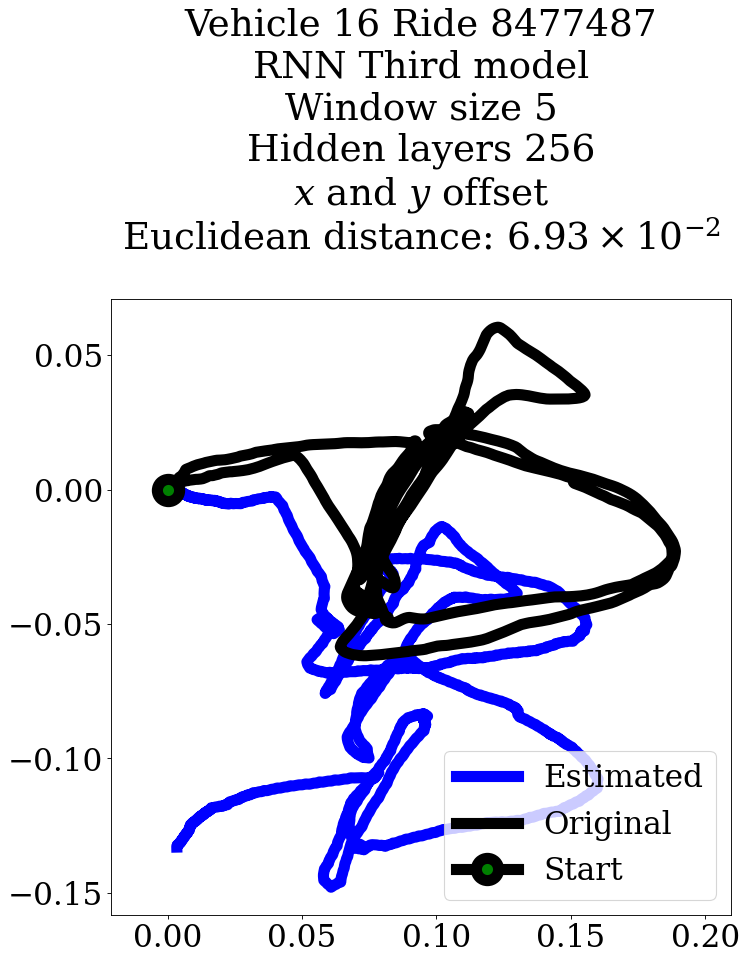 Vehicle 16 Ride 8477487
RNN Third model
Window size 5
Hidden layers 256
x and y offset
Euclidean distance: 6.93 × 10⁻²
0.05
0.00
−0.05
−0.10
−0.15
Estimated
Original
Start
0.00 0.05 0.10 0.15 0.20